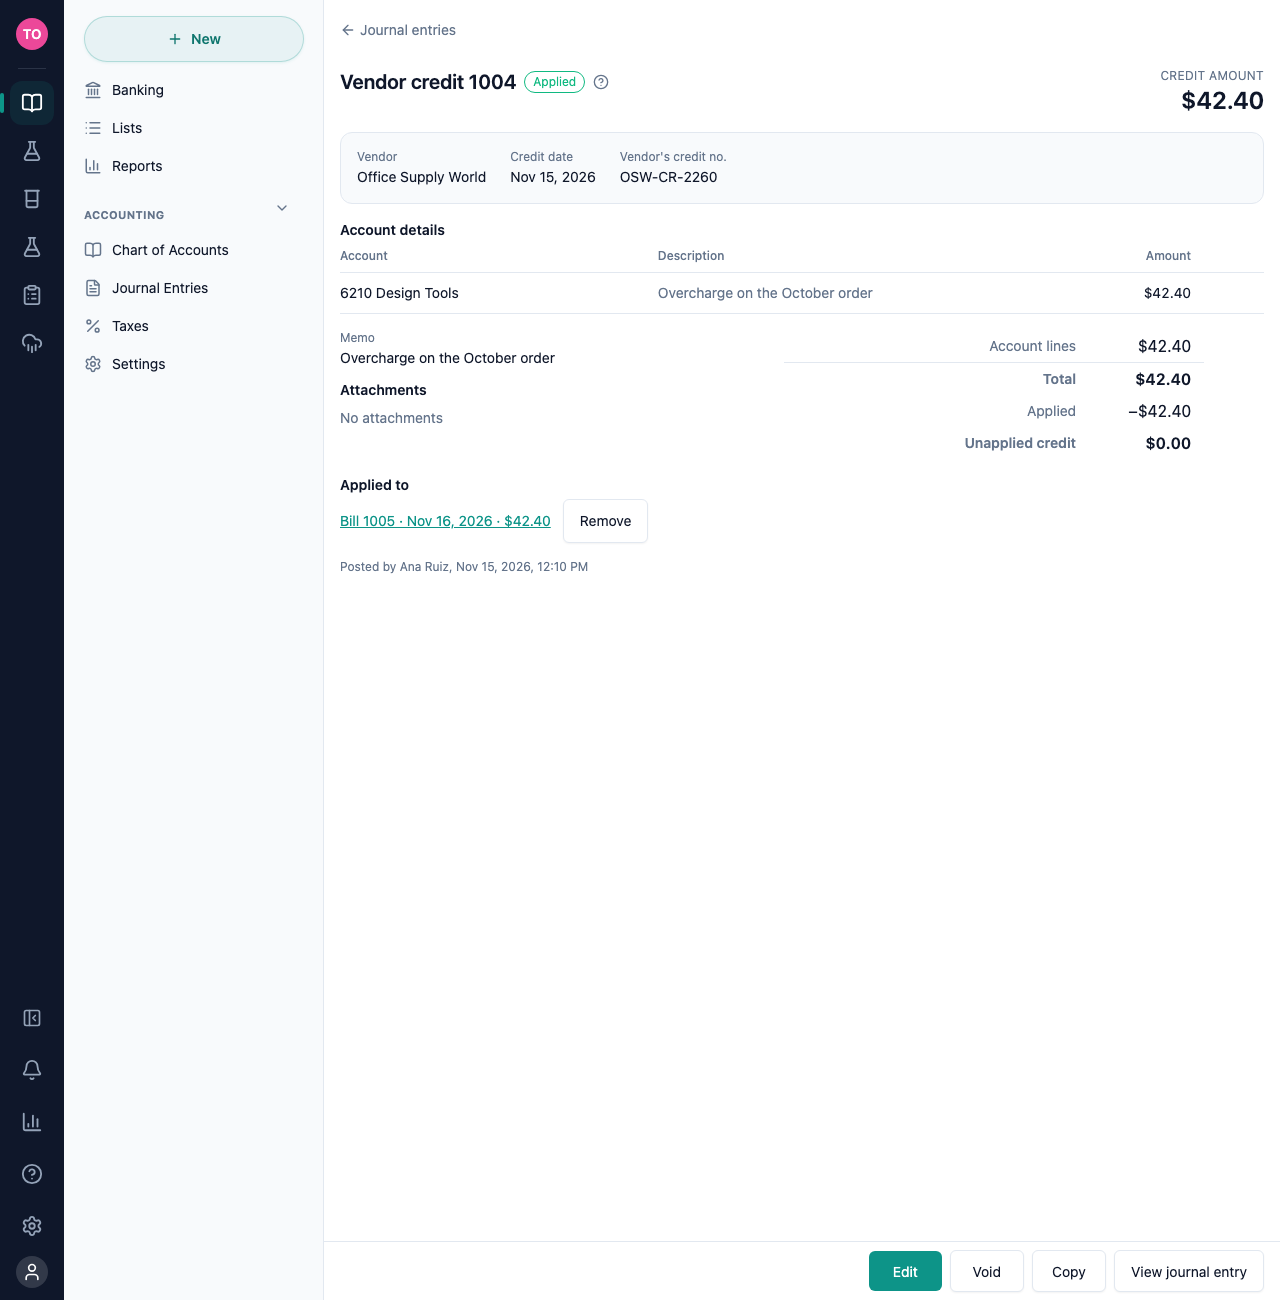 TO
New
Banking
Lists
Reports
ACCOUNTING
Chart of Accounts
Journal Entries
Taxes
Settings
Journal entries
Vendor credit 1004 Applied
CREDIT AMOUNT
$42.40
Vendor Credit date Vendor's credit no.
Office Supply World Nov 15, 2026 OSW-CR-2260
Account details
Account Description Amount
6210 Design Tools Overcharge on the October order $42.40
Memo
Overcharge on the October order
Attachments
No attachments
Account lines $42.40
Total $42.40
Applied –$42.40
Unapplied credit $0.00
Applied to
Bill 1005 · Nov 16, 2026 · $42.40 Remove
Posted by Ana Ruiz, Nov 15, 2026, 12:10 PM
Edit Void Copy View journal entry